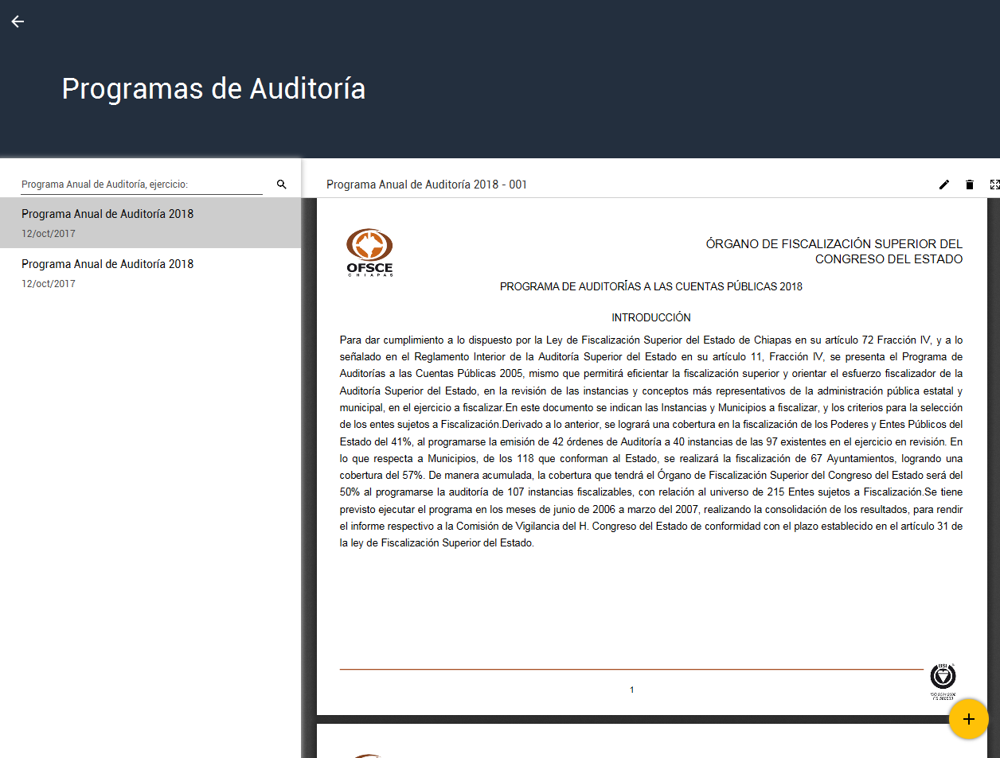 Programas de Auditoría
Programa Anual de Auditoría, ejercicio:
Programa Anual de Auditoría 2018
12/oct/2017
Programa Anual de Auditoría 2018
12/oct/2017
Programa Anual de Auditoría 2018 - 001
OFSCE
CHIAPAS
ÓRGANO DE FISCALIZACIÓN SUPERIOR DEL
CONGRESO DEL ESTADO
PROGRAMA DE AUDITORÍAS A LAS CUENTAS PÚBLICAS 2018
INTRODUCCIÓN
Para dar cumplimiento a lo dispuesto por la Ley de Fiscalización Superior del Estado de Chiapas en su artículo 72 Fracción IV, y a lo
señalado en el Reglamento Interior de la Auditoría Superior del Estado en su artículo 11, Fracción IV, se presenta el Programa de
Auditorías a las Cuentas Públicas 2005, mismo que permitirá eficientar la fiscalización superior y orientar el esfuerzo fiscalizador de la
Auditoría Superior del Estado, en la revisión de las instancias y conceptos más representativos de la administración pública estatal y
municipal, en el ejercicio a fiscalizar.En este documento se indican las Instancias y Municipios a fiscalizar, y los criterios para la selección
de los entes sujetos a Fiscalización.Derivado a lo anterior, se logrará una cobertura en la fiscalización de los Poderes y Entes Públicos del
Estado del 41%, al programarse la emisión de 42 órdenes de Auditoría a 40 instancias de las 97 existentes en el ejercicio en revisión. En
lo que respecta a Municipios, de los 118 que conforman al Estado, se realizará la fiscalización de 67 Ayuntamientos, logrando una
cobertura del 57%. De manera acumulada, la cobertura que tendrá el Órgano de Fiscalización Superior del Congreso del Estado será del
50% al programarse la auditoría de 107 instancias fiscalizables, con relación al universo de 215 Entes sujetos a Fiscalización.Se tiene
previsto ejecutar el programa en los meses de junio de 2006 a marzo del 2007, realizando la consolidación de los resultados, para rendir
el informe respectivo a la Comisión de Vigilancia del H. Congreso del Estado de conformidad con el plazo establecido en el artículo 31 de
la ley de Fiscalización Superior del Estado.
BSI
1